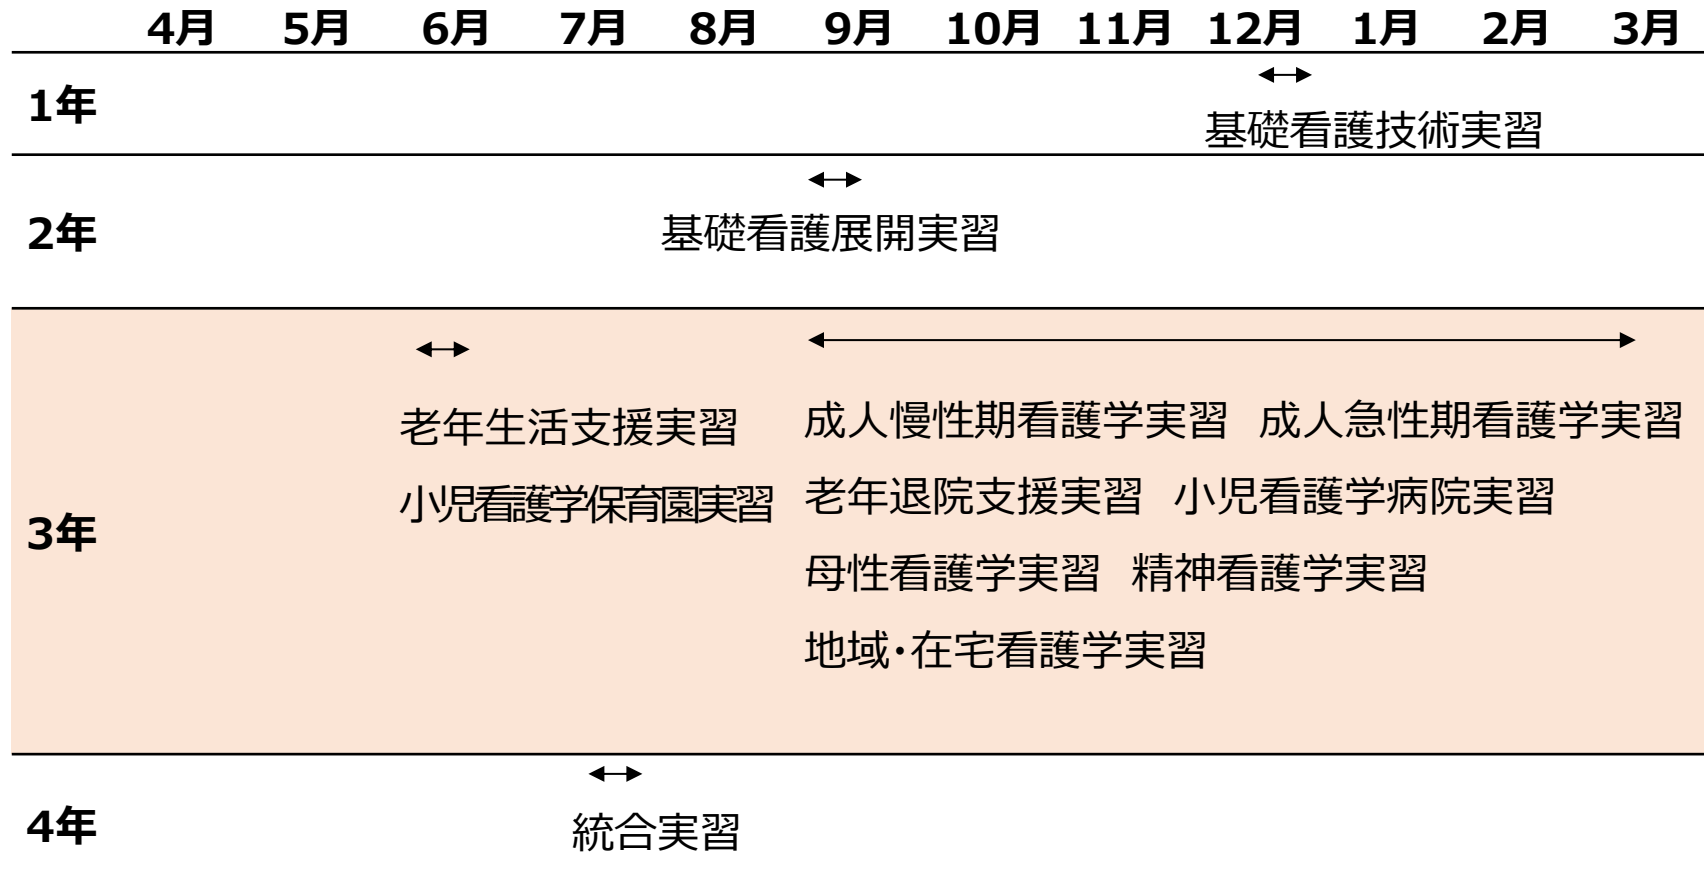 4月 5月 6月 7月 8月 9月 10月 11月 12月 1月 2月 3月
1年
基礎看護技術実習
2年
基礎看護展開実習
3年
老年生活支援実習
小児看護学保育園実習
成人慢性期看護学実習 成人急性期看護学実習
老年退院支援実習 小児看護学病院実習
母性看護学実習 精神看護学実習
地域・在宅看護学実習
4年
統合実習